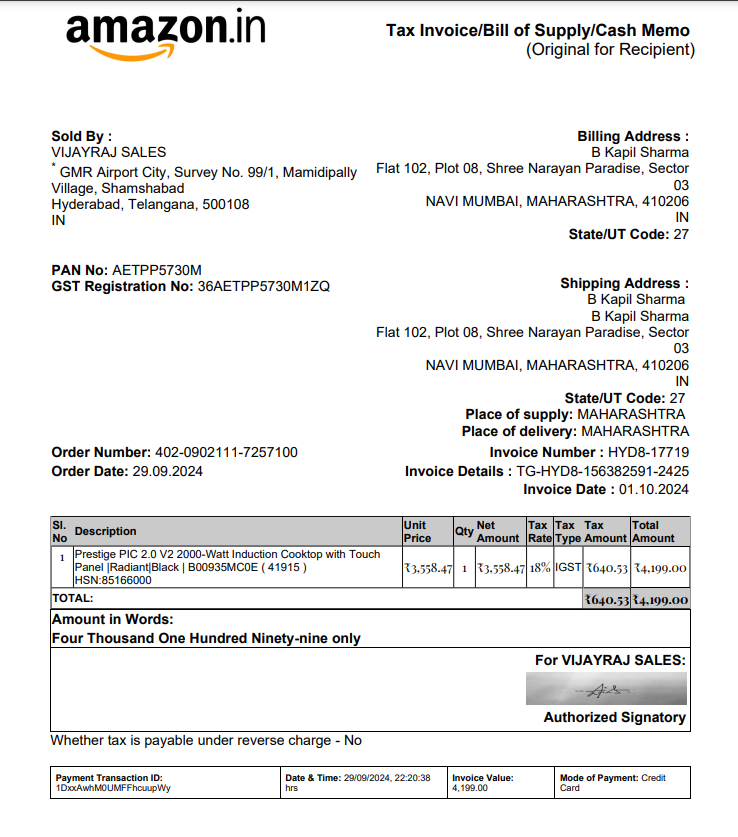 amazon.in
Tax Invoice/Bill of Supply/Cash Memo
(Original for Recipient)
Sold By :
VIJAYRAJ SALES
* GMR Airport City, Survey No. 99/1, Mamidipally
Village, Shamshabad
Hyderabad, Telangana, 500108
IN
Billing Address :
B Kapil Sharma
Flat 102, Plot 08, Shree Narayan Paradise, Sector
03
NAVI MUMBAI, MAHARASHTRA, 410206
IN
State/UT Code: 27
PAN No: AETPP5730M
GST Registration No: 36AETPP5730M1ZQ
Shipping Address :
B Kapil Sharma
B Kapil Sharma
Flat 102, Plot 08, Shree Narayan Paradise, Sector
03
NAVI MUMBAI, MAHARASHTRA, 410206
IN
State/UT Code: 27
Place of supply: MAHARASHTRA
Place of delivery: MAHARASHTRA
Order Number: 402-0902111-7257100
Order Date: 29.09.2024
Invoice Number : HYD8-17719
Invoice Details : TG-HYD8-156382591-2425
Invoice Date : 01.10.2024
Sl. No Description Unit Price Qty Net Amount Tax Rate Tax Type Tax Amount Total Amount
1 Prestige PIC 2.0 V2 2000-Watt Induction Cooktop with Touch
Panel |Radiant|Black | B00935MC0E ( 41915 ) ₹3,558.47 1 ₹3,558.47 18% IGST ₹640.53 ₹4,199.00
HSN:85166000
TOTAL: ₹640.53 ₹4,199.00
Amount in Words:
Four Thousand One Hundred Ninety-nine only
For VIJAYRAJ SALES:
Authorized Signatory
Whether tax is payable under reverse charge - No
Payment Transaction ID:
1DxxAwhM0UMFFhcuupWy
Date & Time: 29/09/2024, 22:20:38
hrs
Invoice Value:
4,199.00
Mode of Payment: Credit
Card